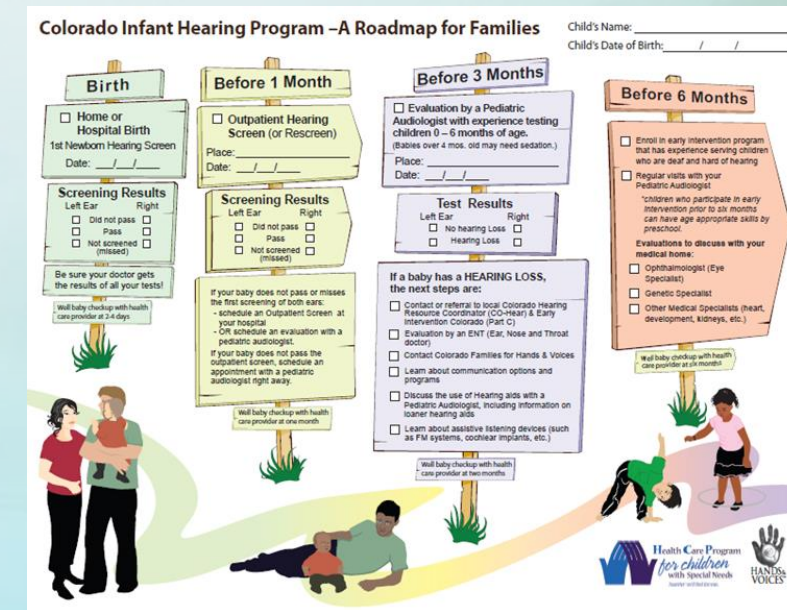 Colorado Infant Hearing Program –A Roadmap for Families
Child's Name:
Child's Date of Birth: / /
Birth
Home or
Hospital Birth
1st Newborn Hearing Screen
Date: / /
Screening Results
Left Ear Right
Did not pass
Pass
Not screened
(missed)
Be sure your doctor gets
the results of all your tests!
Well baby checkup with health
care provider at 2-4 days
Before 1 Month
Outpatient Hearing
Screen (or Rescreen)
Place:
Date: / /
Screening Results
Left Ear Right
Did not pass
Pass
Not screened
(missed)
If your baby does not pass or misses
the first screening of both ears:
- schedule an Outpatient Screen at
your hospital
- OR schedule an evaluation with a
pediatric audiologist.
If your baby does not pass the
outpatient screen, schedule an
appointment with a pediatric
audiologist right away.
Well baby checkup with health
care provider at one month
Before 3 Months
Evaluation by a Pediatric
Audiologist with experience testing
children 0 – 6 months of age.
(Babies over 4 mos. old may need sedation.)
Place:
Date: / /
Test Results
Left Ear Right
No hearing Loss
Hearing Loss
If a baby has a HEARING LOSS,
the next steps are:
Contact or referral to local Colorado Hearing
Resource Coordinator (CO-Hear) & Early
Intervention Colorado (Part C)
Evaluation by an ENT (Ear, Nose and Throat
doctor)
Contact Colorado Families for Hands & Voices
Learn about communication options and
programs
Discuss the use of Hearing aids with a
Pediatric Audiologist, including information on
loaner hearing aids
Learn about assistive listening devices (such
as FM systems, cochlear implants, etc.)
Well baby checkup with health
care provider at two months
Before 6 Months
Enroll in early intervention program
that has experience serving children
who are deaf and hard of hearing
Regular visits with your
Pediatric Audiologist
*children who participate in early
intervention prior to six months
can have age appropriate skills by
preschool.
Evaluations to discuss with your
medical home:
Ophthalmologist (Eye
Specialist)
Genetic Specialist
Other Medical Specialists (heart,
development, kidneys, etc.)
Well baby checkup with health
care provider at six months
Health Care Program
for children
with Special Needs
HANDS&
VOICES